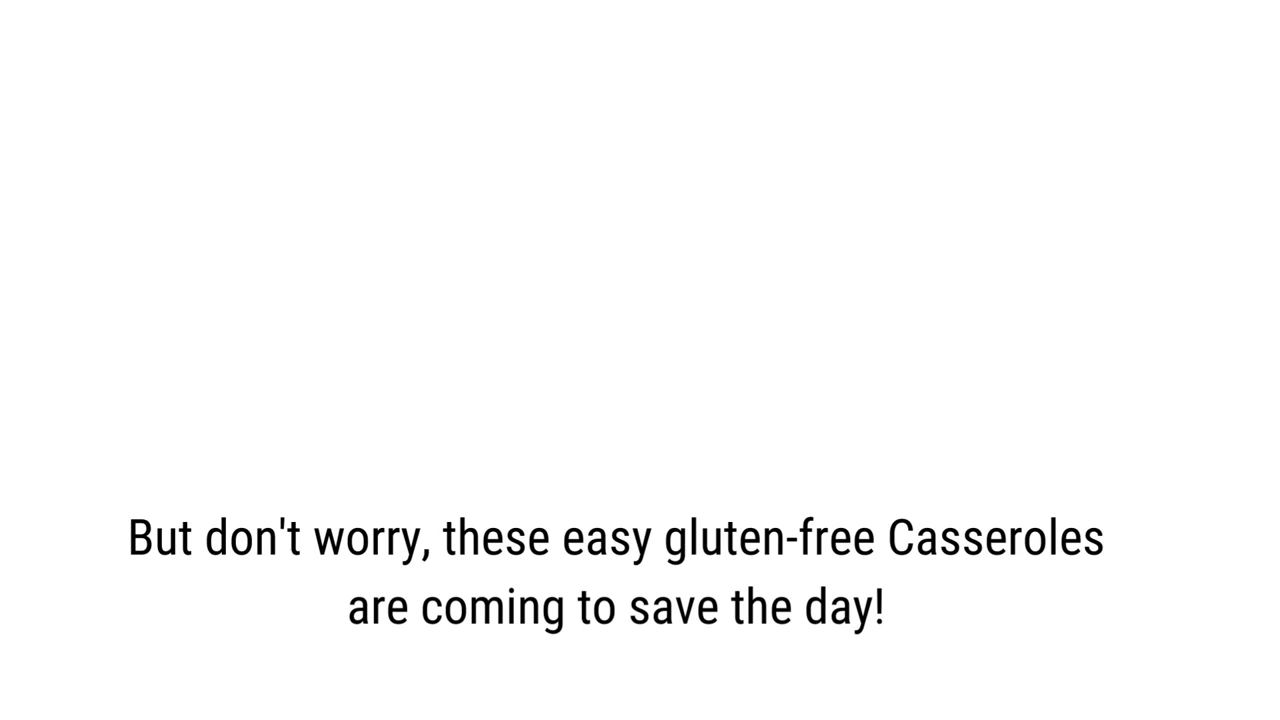 But don't worry, these easy gluten-free Casseroles
are coming to save the day!